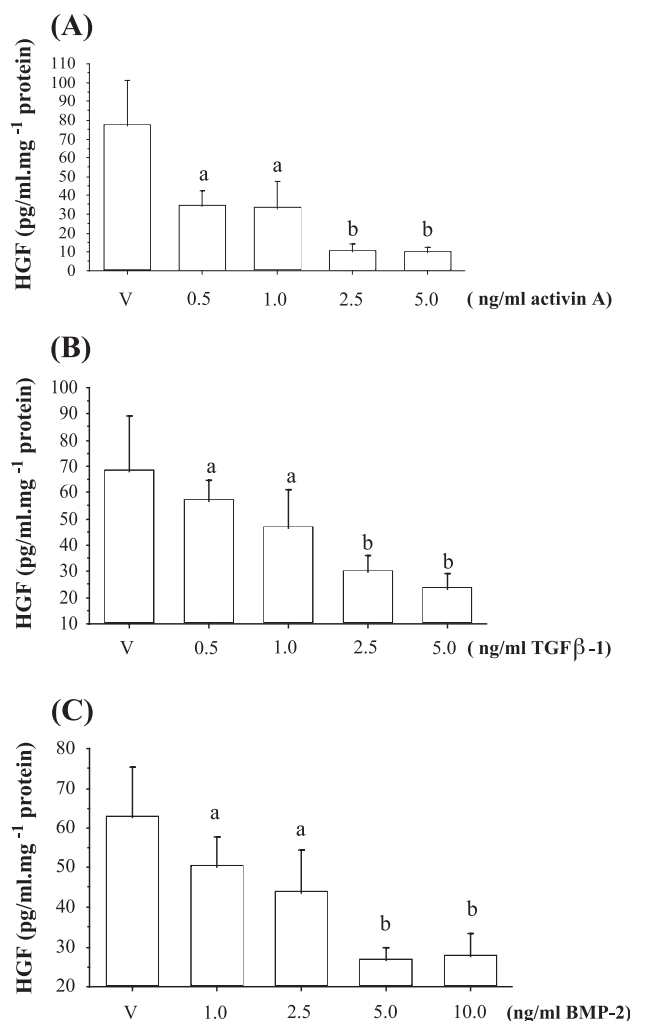 (A)
HGF (pg/ml.mg -1 protein)
110
100
90
80
70
60
50
40
30
20
10
0
a
a
b
b
V 0.5 1.0 2.5 5.0 ( ng/ml activin A)
(B)
HGF (pg/ml.mg -1 protein)
100
90
80
70
60
50
40
30
20
10
a
a
b
b
V 0.5 1.0 2.5 5.0 ( ng/ml TGFβ-1)
(C)
HGF (pg/ml.mg -1 protein)
80
70
60
50
40
30
20
a
a
b
b
V 1.0 2.5 5.0 10.0 (ng/ml BMP-2)